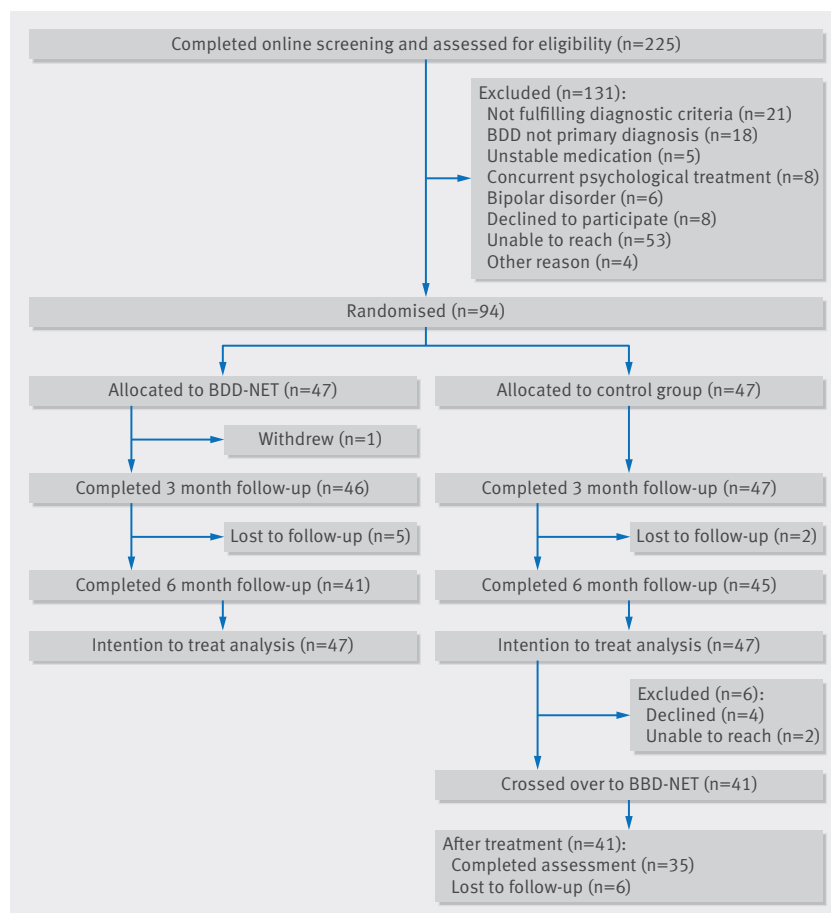 Completed online screening and assessed for eligibility (n=225)
Excluded (n=131):
Not fulfilling diagnostic criteria (n=21)
BDD not primary diagnosis (n=18)
Unstable medication (n=5)
Concurrent psychological treatment (n=8)
Bipolar disorder (n=6)
Declined to participate (n=8)
Unable to reach (n=53)
Other reason (n=4)
Randomised (n=94)
Allocated to BDD-NET (n=47)
Allocated to control group (n=47)
Withdrew (n=1)
Completed 3 month follow-up (n=46)
Completed 3 month follow-up (n=47)
Lost to follow-up (n=5)
Lost to follow-up (n=2)
Completed 6 month follow-up (n=41)
Completed 6 month follow-up (n=45)
Intention to treat analysis (n=47)
Intention to treat analysis (n=47)
Excluded (n=6):
Declined (n=4)
Unable to reach (n=2)
Crossed over to BBD-NET (n=41)
After treatment (n=41):
Completed assessment (n=35)
Lost to follow-up (n=6)